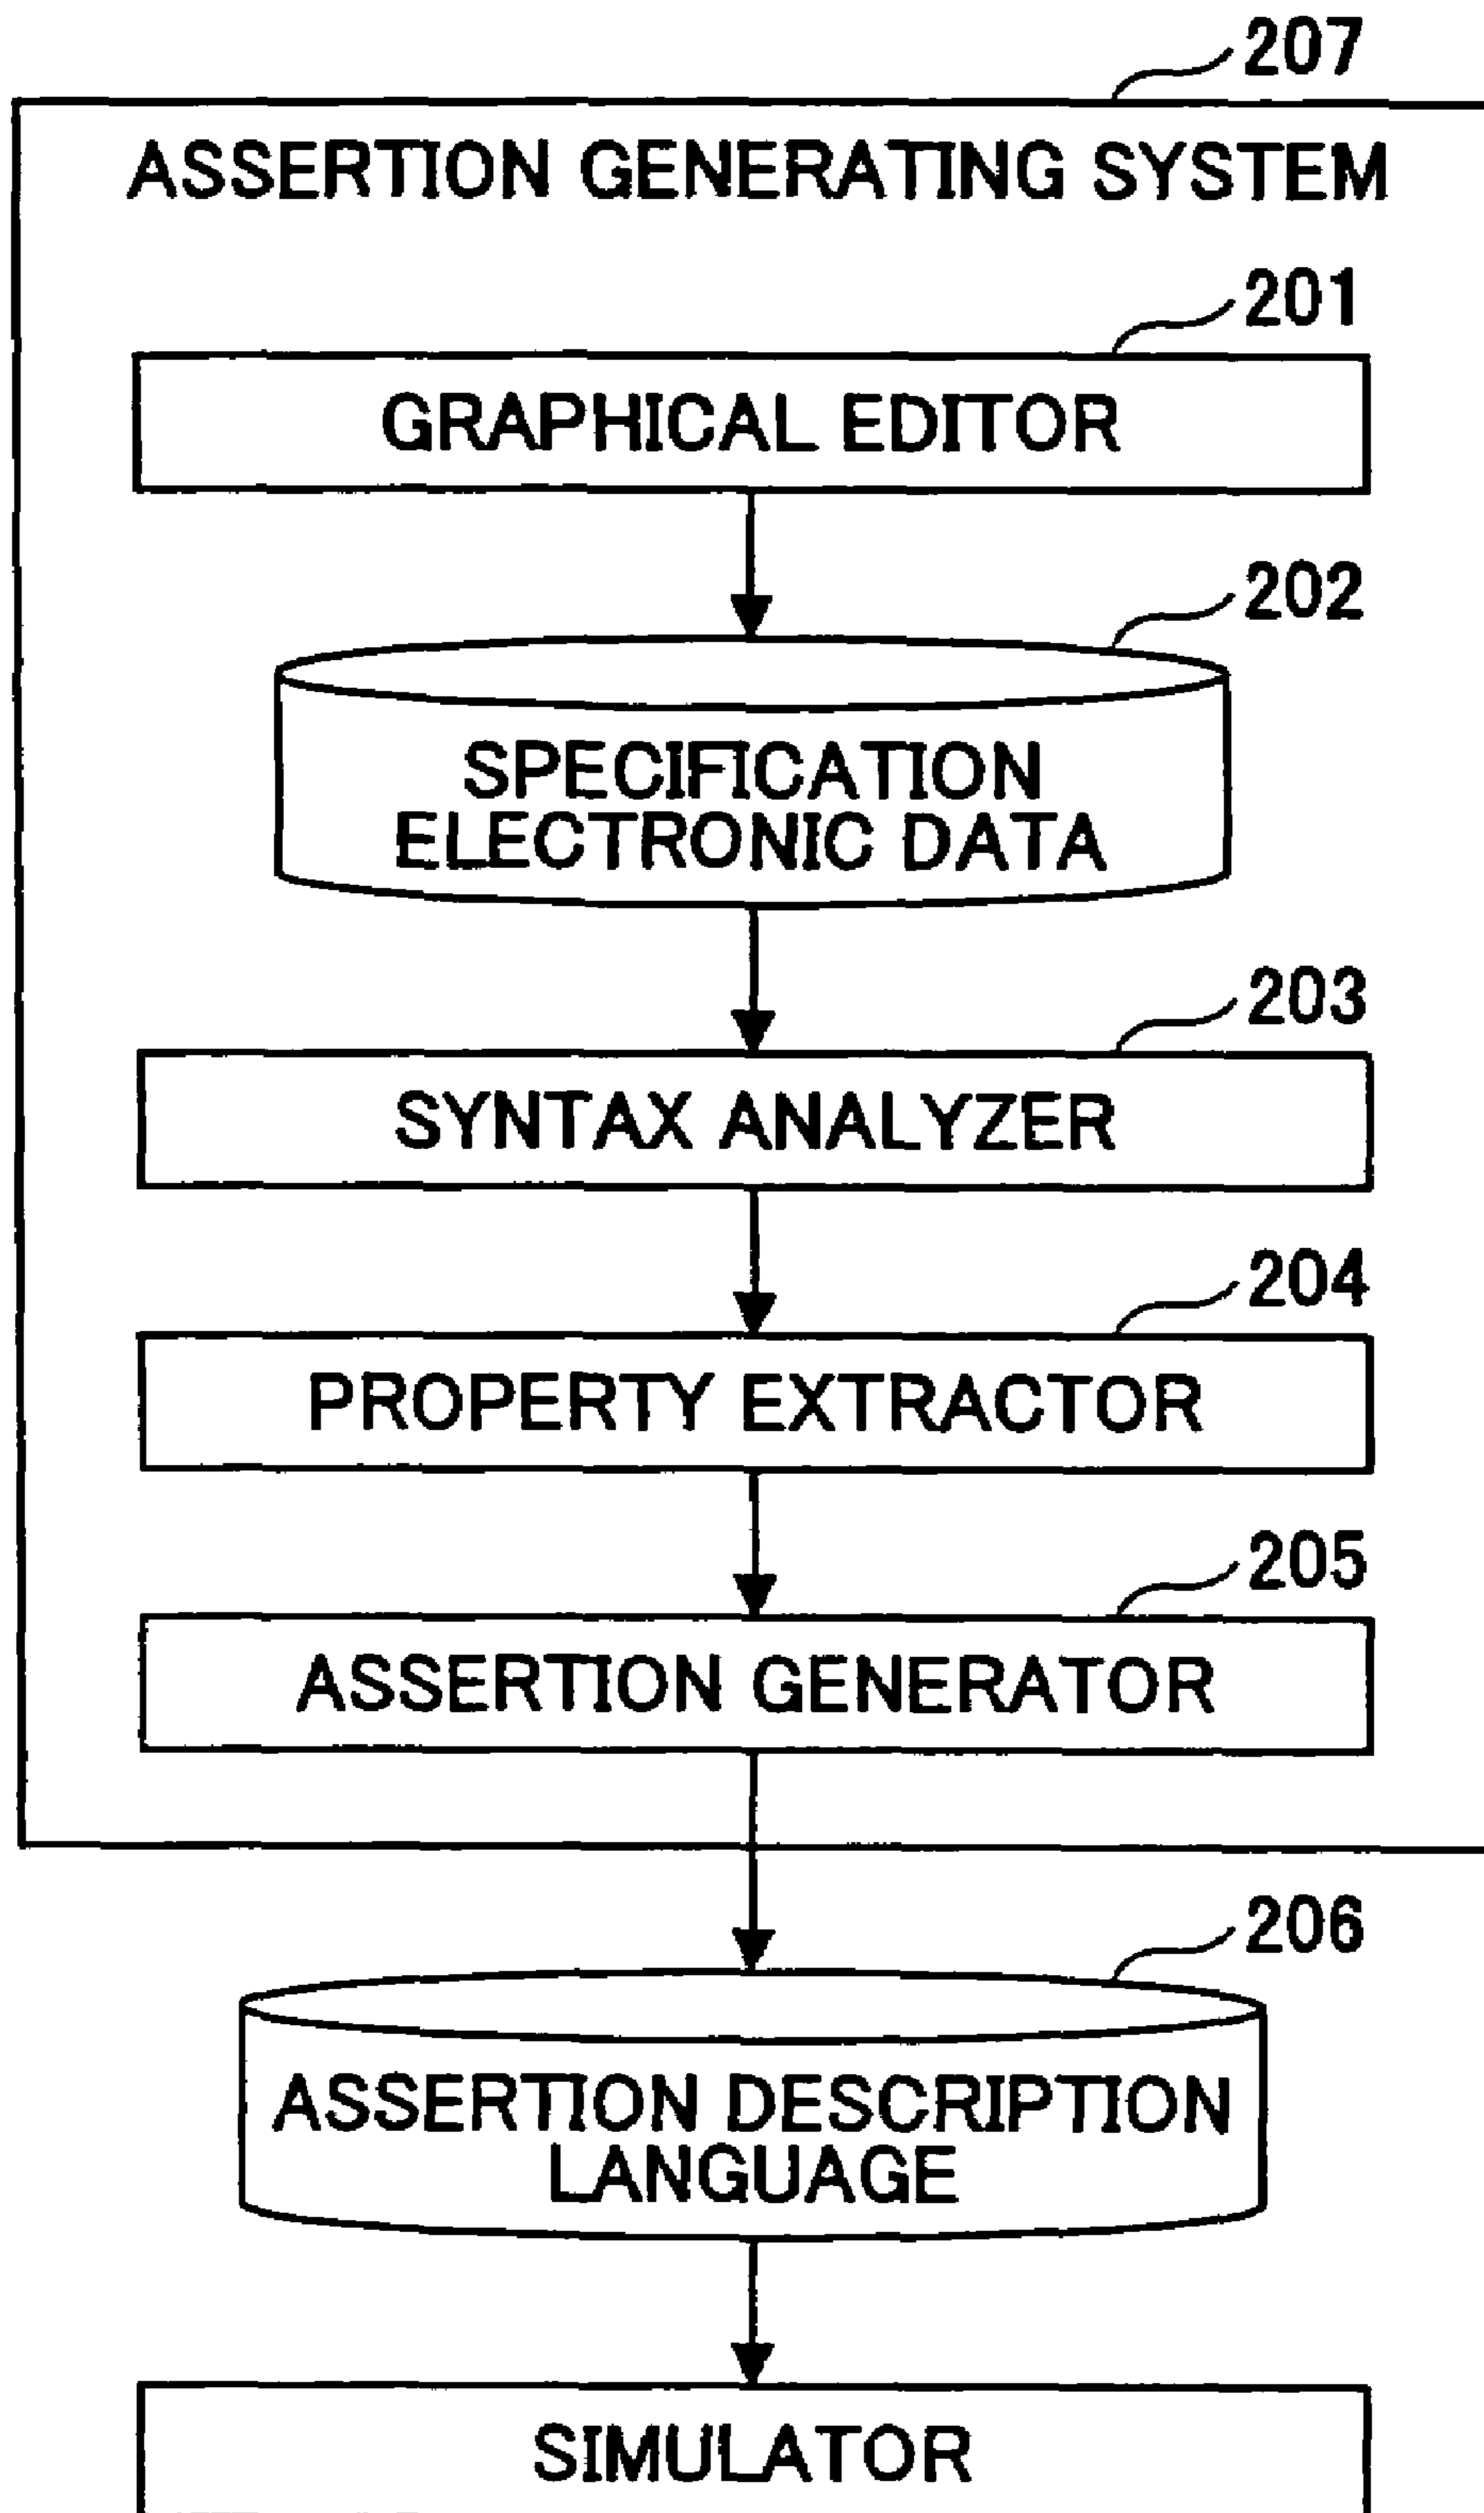 207
ASSERTION GENERATING SYSTEM
201
GRAPHICAL EDITOR
202
SPECIFICATION
ELECTRONIC DATA
203
SYNTAX ANALYZER
204
PROPERTY EXTRACTOR
205
ASSERTION GENERATOR
206
ASSERTION DESCRIPTION
LANGUAGE
SIMULATOR